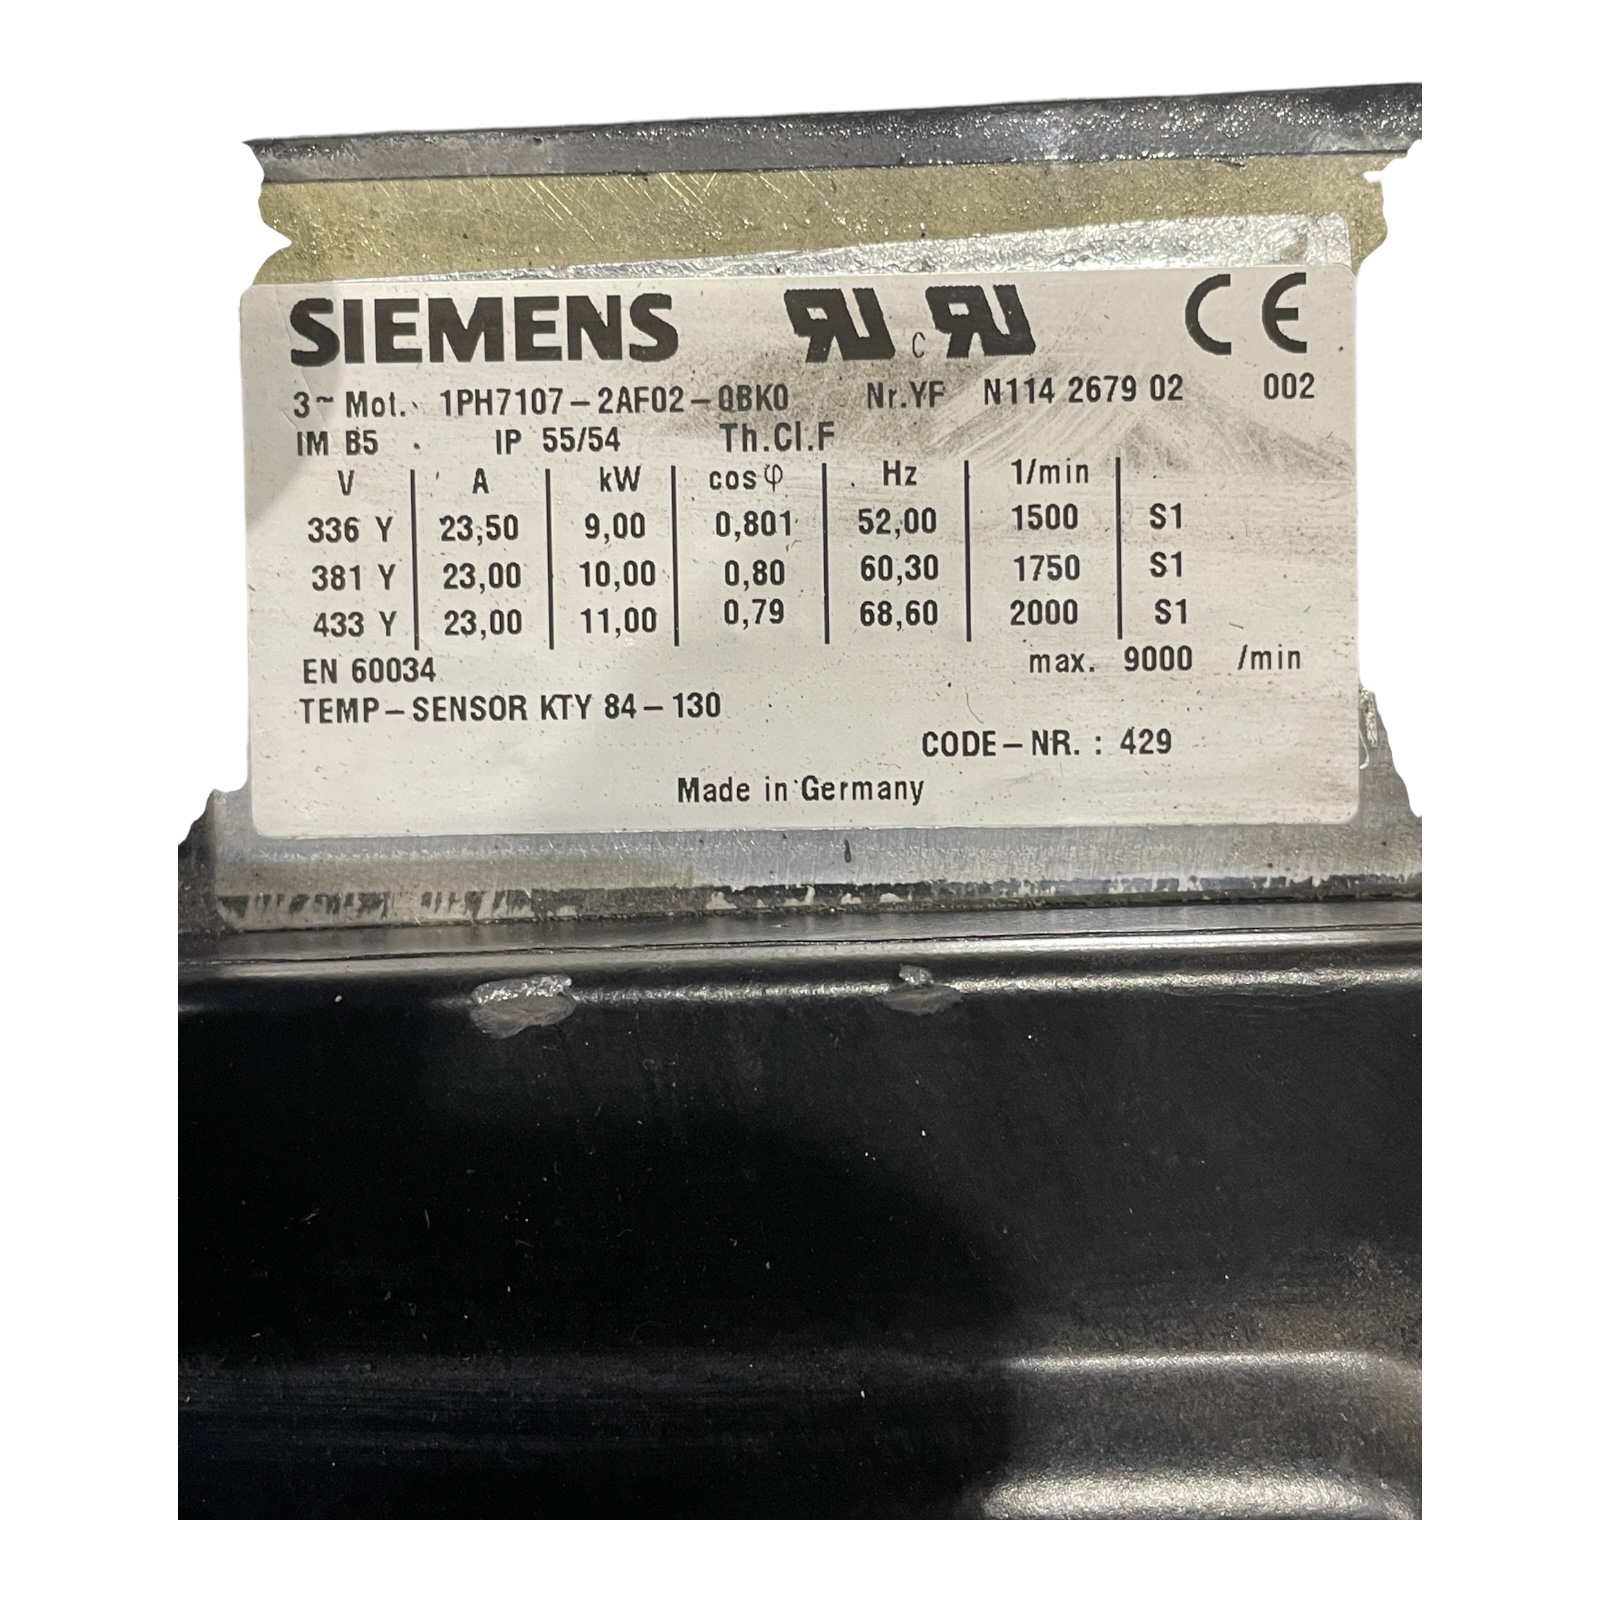 SIEMENS c CE
3~ Mot. 1PH7107-2AF02-0BK0 Nr.YF N114 2679 02 002
IM B5 IP 55/54 Th.Cl.F
V A kW cosφ Hz 1/min
336 Y 23,50 9,00 0,801 52,00 1500 S1
381 Y 23,00 10,00 0,80 60,30 1750 S1
433 Y 23,00 11,00 0,79 68,60 2000 S1
EN 60034 max. 9000 /min
TEMP-SENSOR KTY 84-130
CODE-NR. : 429
Made in Germany